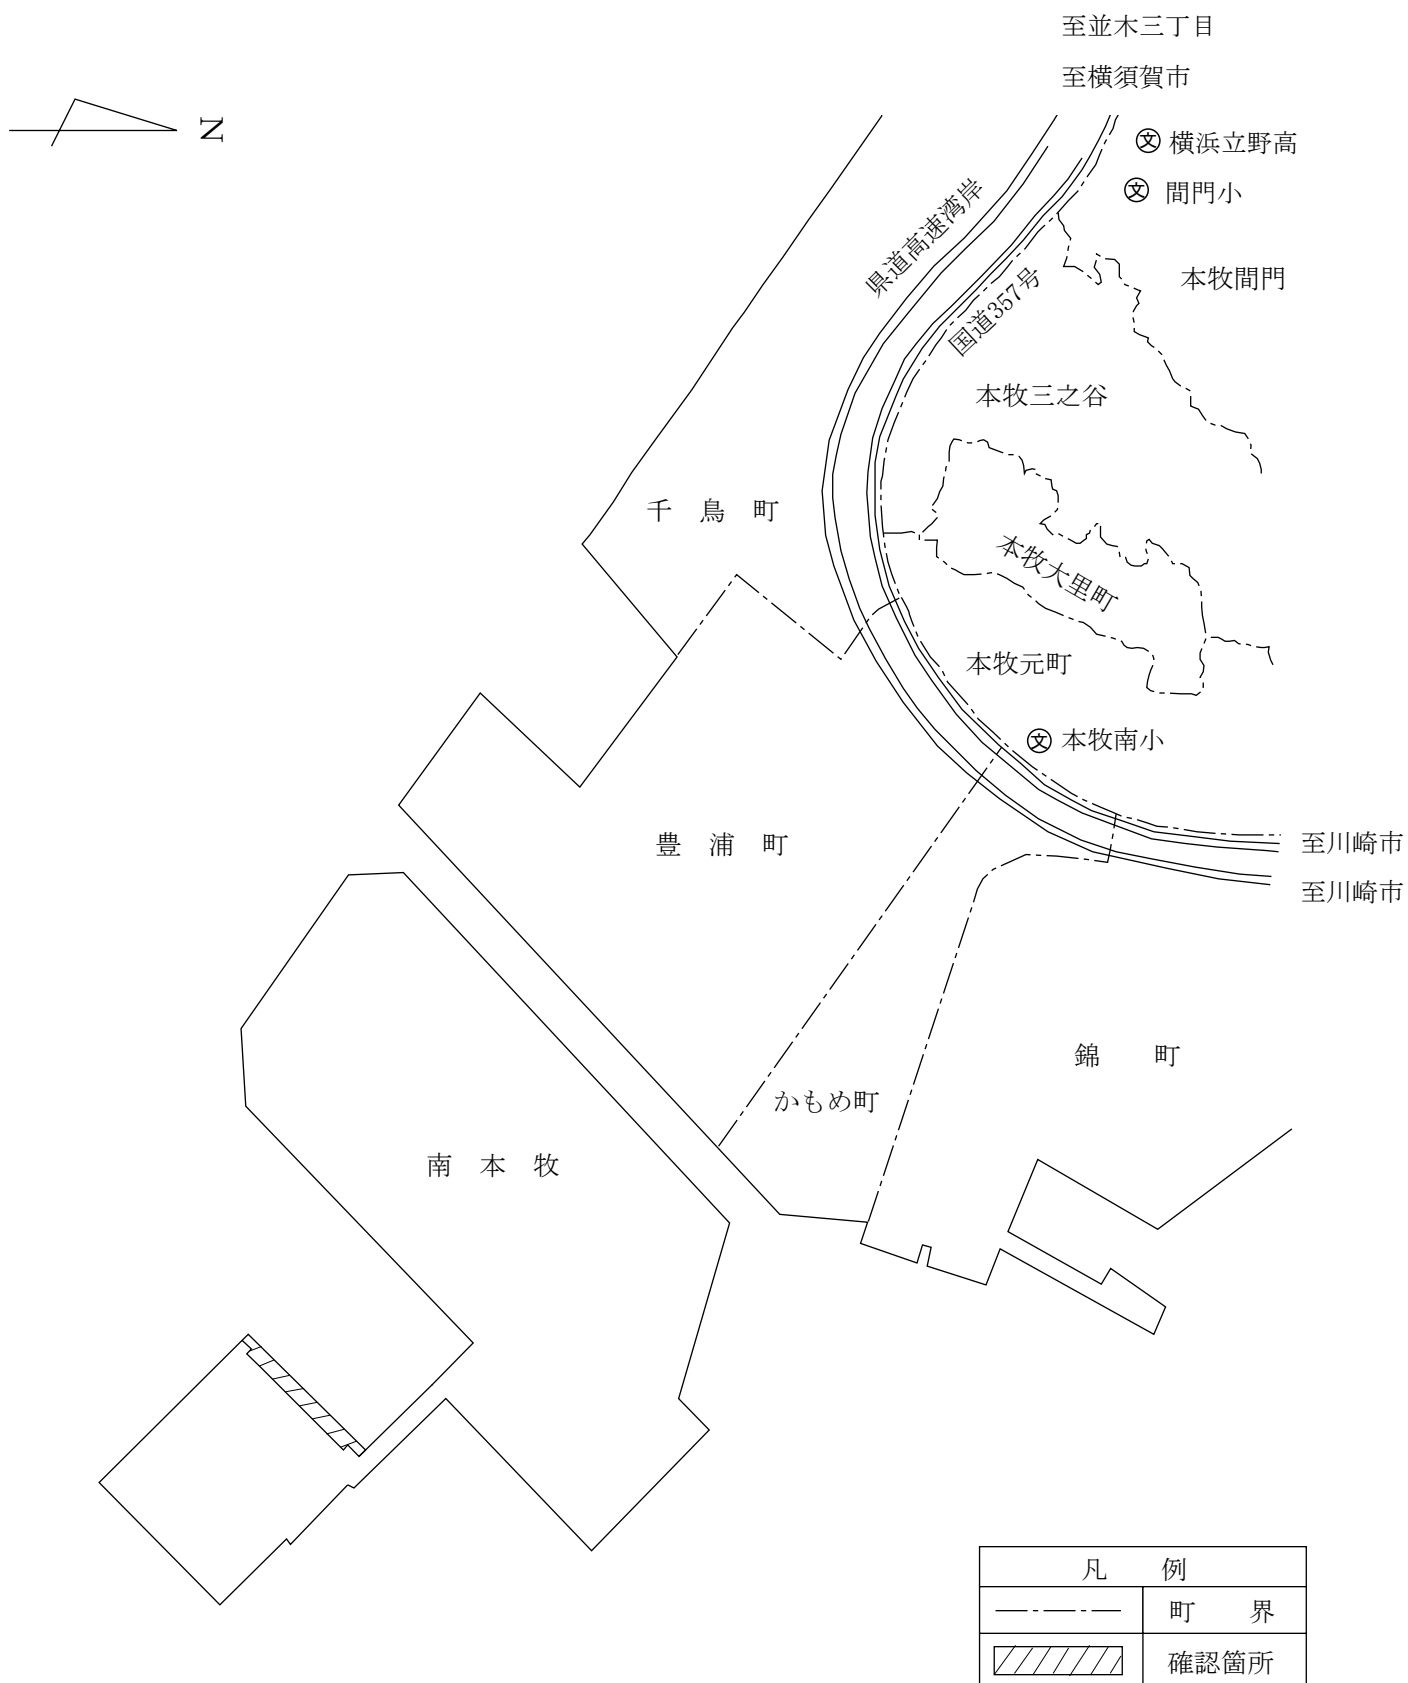 至並木三丁目
至横須賀市
N
文 横浜立野高
文 間門小
県道高速湾岸
国道357号
本牧間門
本牧三之谷
千鳥町
本牧大里町
本牧元町
文 本牧南小
豊浦町
至川崎市
至川崎市
錦町
かもめ町
南本牧
凡例
町界
確認箇所